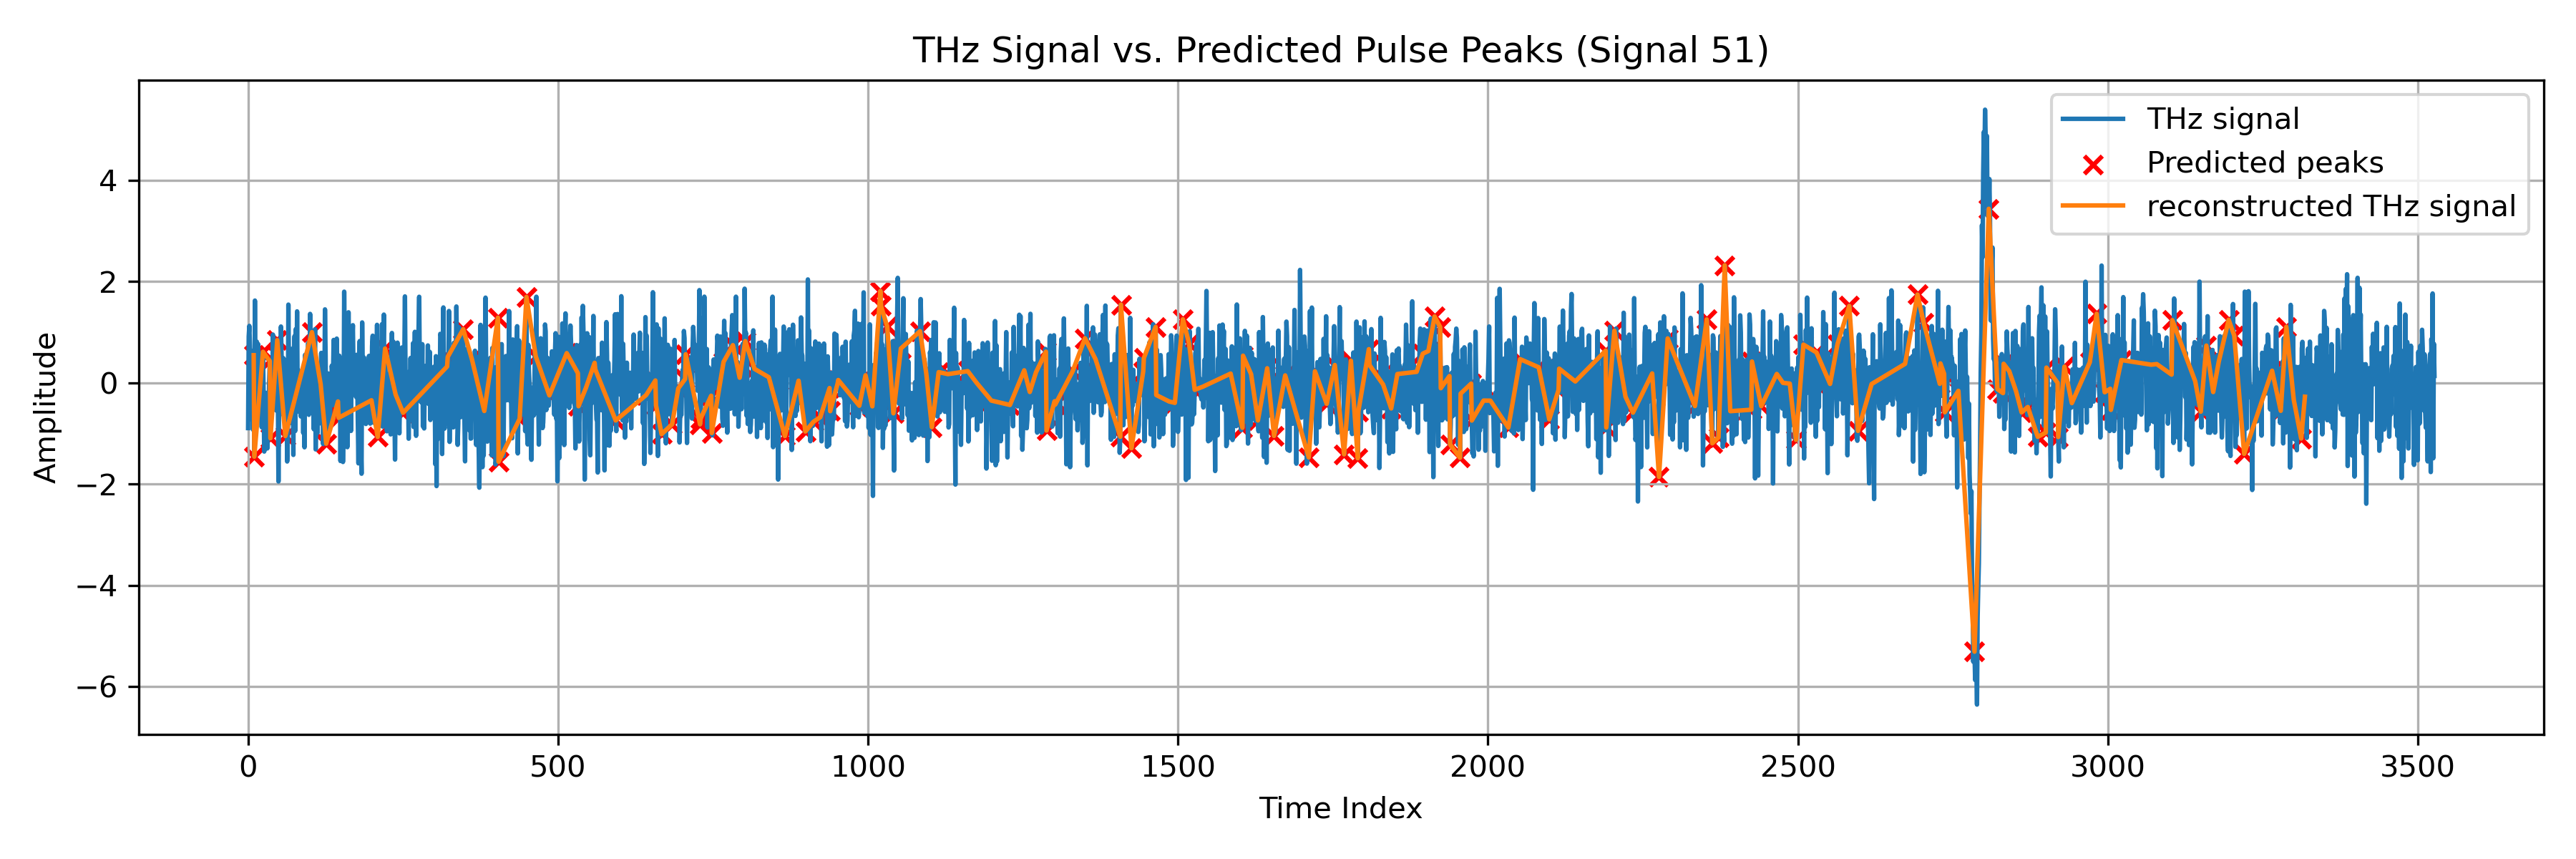 THz Signal vs. Predicted Pulse Peaks (Signal 51)
THz signal
Predicted peaks
reconstructed THz signal
Amplitude
4
2
0
−2
−4
−6
0 500 1000 1500 2000 2500 3000 3500
Time Index